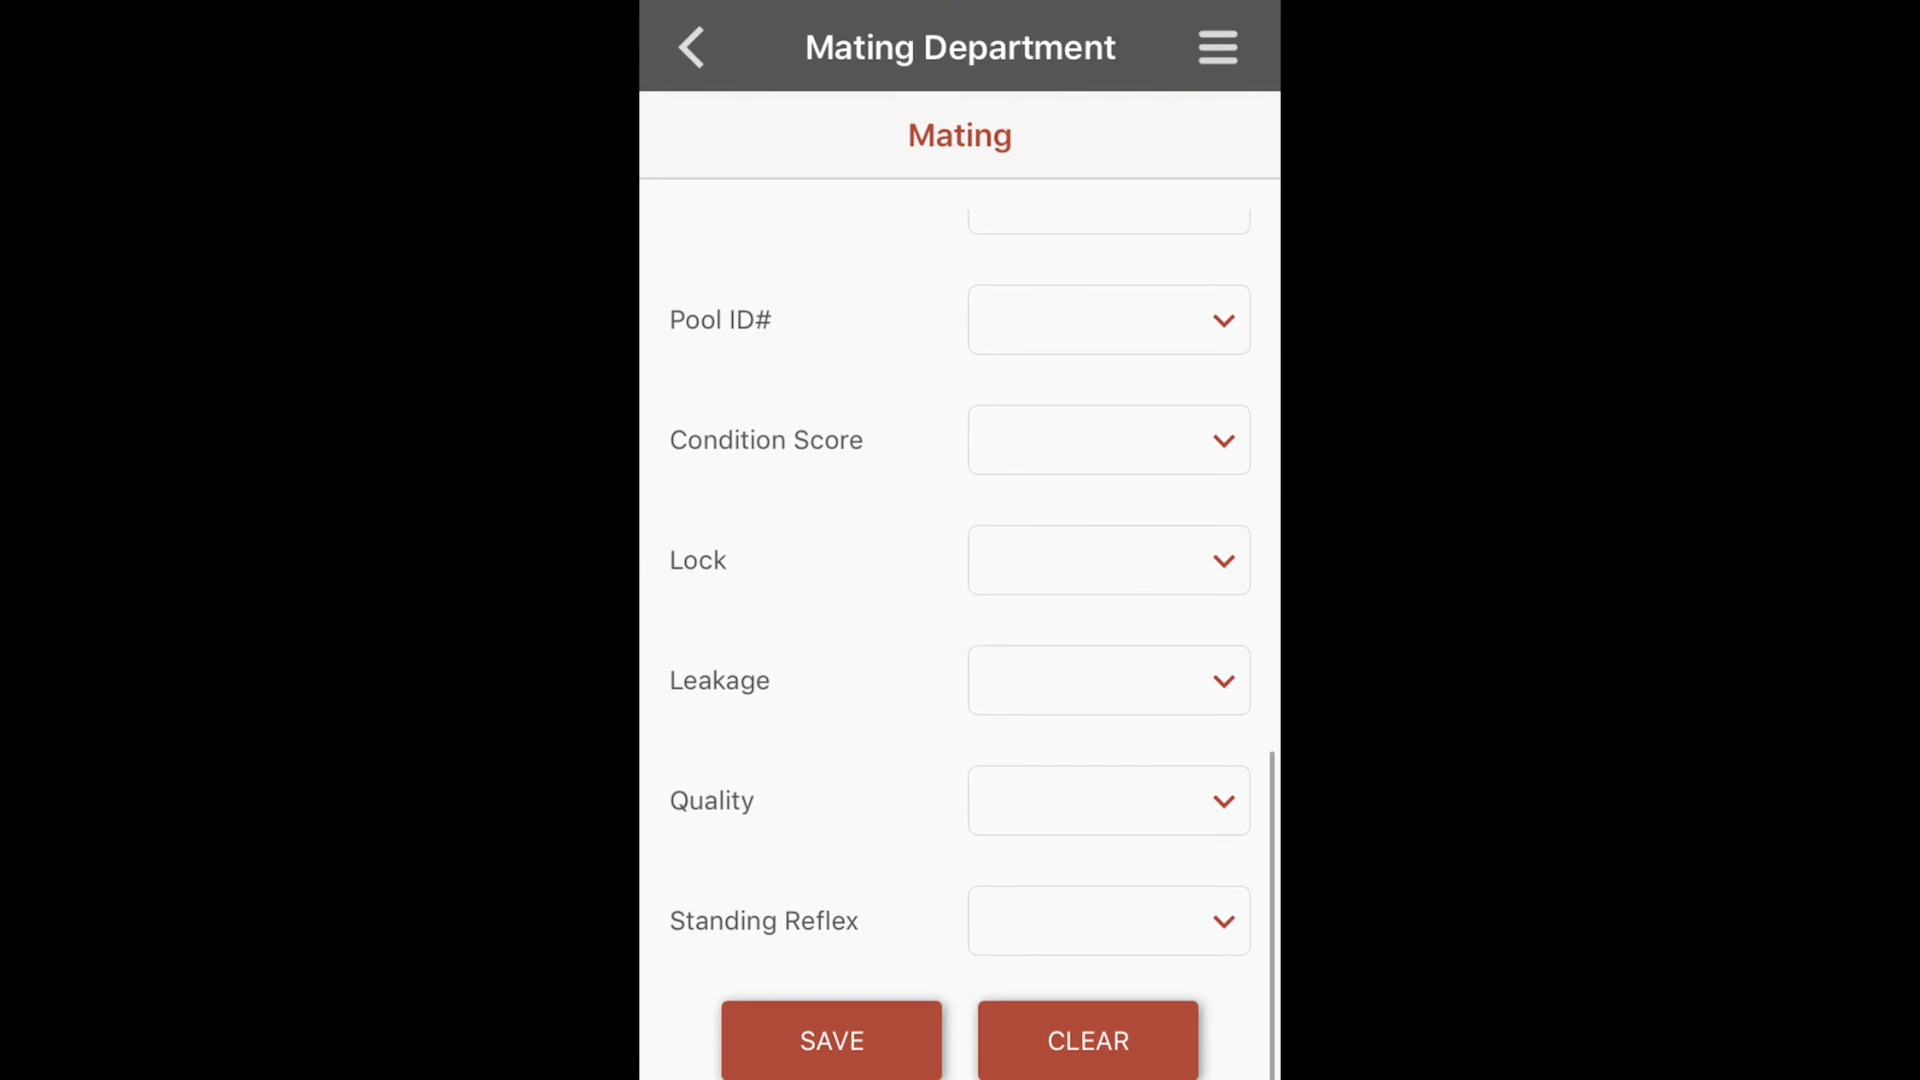 Mating Department
Mating
Pool ID#
Condition Score
Lock
Leakage
Quality
Standing Reflex
SAVE
CLEAR